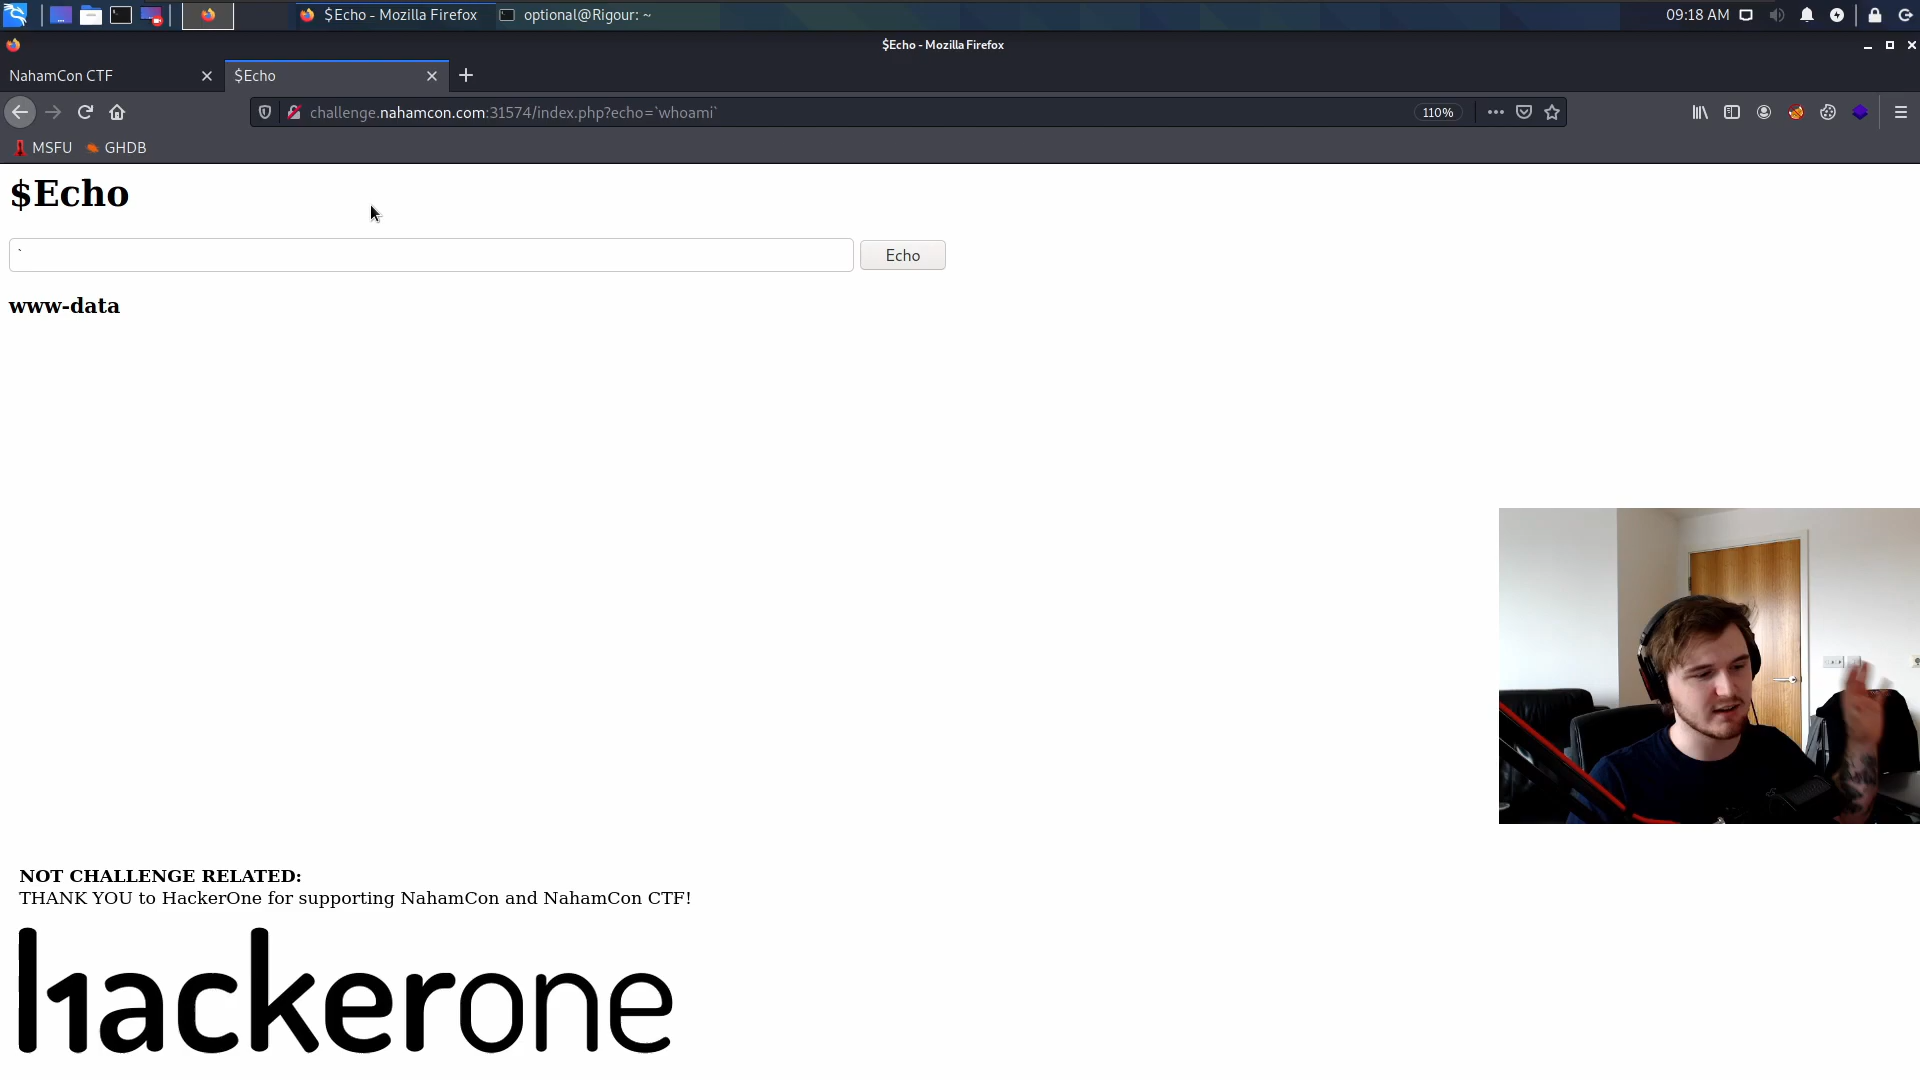 $Echo - Mozilla Firefox
optional@Rigour: ~
09:18 AM
$Echo - Mozilla Firefox
NahamCon CTF
$Echo
challenge.nahamcon.com:31574/index.php?echo=`whoami`
110%
MSFU
GHDB
$Echo
`
Echo
www-data
NOT CHALLENGE RELATED:
THANK YOU to HackerOne for supporting NahamCon and NahamCon CTF!
hackerone